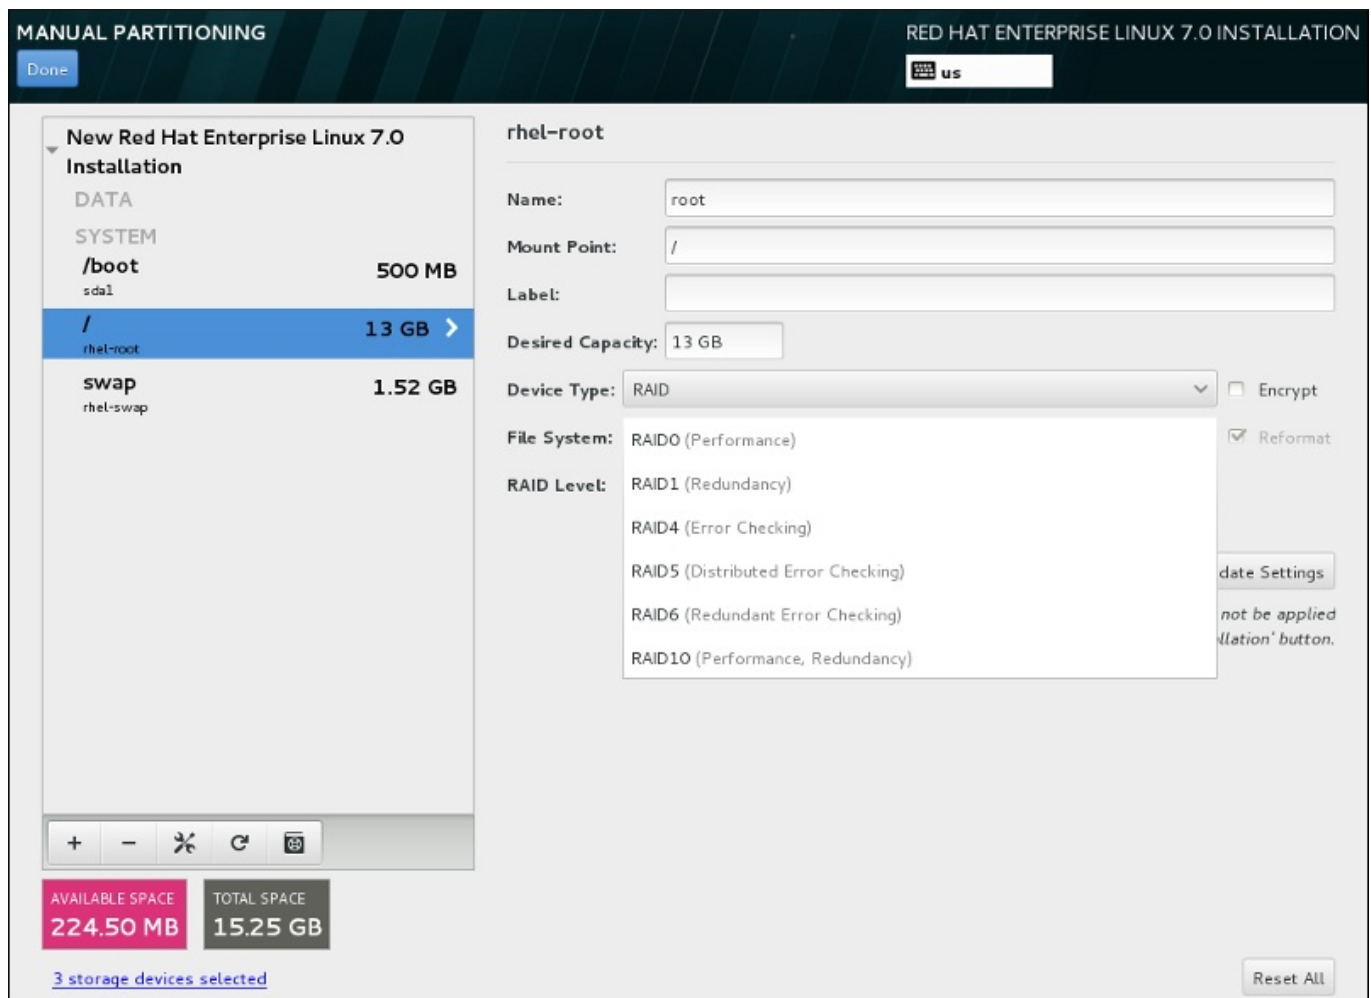 MANUAL PARTITIONING
RED HAT ENTERPRISE LINUX 7.0 INSTALLATION
Done
us
New Red Hat Enterprise Linux 7.0
Installation
DATA
SYSTEM
/boot 500 MB
sda1
/ 13 GB
rhel-root
swap 1.52 GB
rhel-swap
+ −
AVAILABLE SPACE
224.50 MB
TOTAL SPACE
15.25 GB
3 storage devices selected
rhel-root
Name: root
Mount Point: /
Label:
Desired Capacity: 13 GB
Device Type: RAID Encrypt
File System: RAID0 (Performance) Reformat
RAID Level: RAID1 (Redundancy)
RAID4 (Error Checking)
RAID5 (Distributed Error Checking) date Settings
RAID6 (Redundant Error Checking) not be applied
llation' button.
RAID10 (Performance, Redundancy)
Reset All